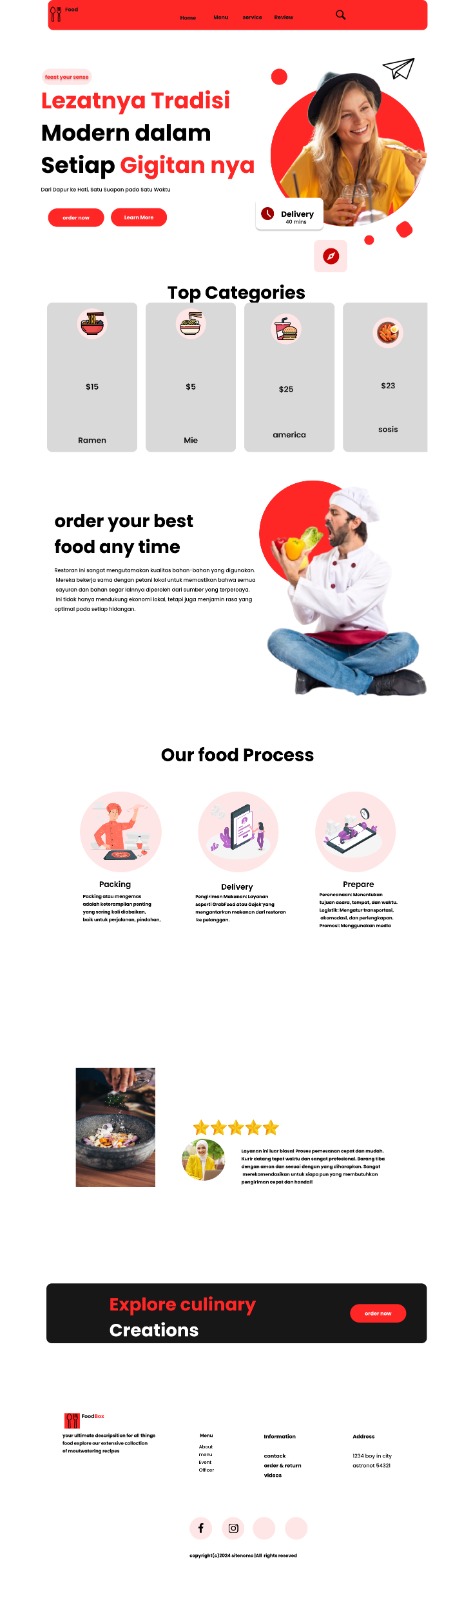 Food
Home Menu service Review
feast your sense
Lezatnya Tradisi
Modern dalam
Setiap Gigitan nya
Dari Dapur ke Hati, Satu Suapan pada Satu Waktu
order now Learn More
Delivery
40 mins
Top Categories
$15 $5 $25 $23
Ramen Mie america sosis
order your best
food any time
Restoran ini sangat mengutamakan kualitas bahan-bahan yang digunakan.
Mereka bekerja sama dengan petani lokal untuk memastikan bahwa semua
sayuran dan bahan segar lainnya diperoleh dari sumber yang terpercaya.
Ini tidak hanya mendukung ekonomi lokal, tetapi juga menjamin rasa yang
optimal pada setiap hidangan.
Our food Process
Packing
Packing atau mengemas
adalah keterampilan penting
yang sering kali diabaikan,
baik untuk perjalanan, pindahan,
Delivery
Pengiriman Makanan: Layanan
seperti GrabFood atau Gojek yang
mengantarkan makanan dari restoran
ke pelanggan.
Prepare
Perencanaan: Menentukan
tujuan acara, tempat, dan waktu.
Logistik: Mengatur transportasi,
akomodasi, dan perlengkapan.
Promosi: Menggunakan media
Layanan ini luar biasa! Proses pemesanan cepat dan mudah.
Kurir datang tepat waktu dan sangat profesional. Barang tiba
dengan aman dan sesuai dengan yang diharapkan. Sangat
merekomendasikan untuk siapa pun yang membutuhkan
pengiriman cepat dan handal!
Explore culinary
Creations
order now
FoodBox
your ultimate descripsition for all things
food explore our extensive collection
of moutwatering recipes
Menu
About
menu
Event
Officer
Information
contack
order & return
videos
Address
1234 boy in city
astronot 54321
copyright(c)2024 sitename|All rights reseved